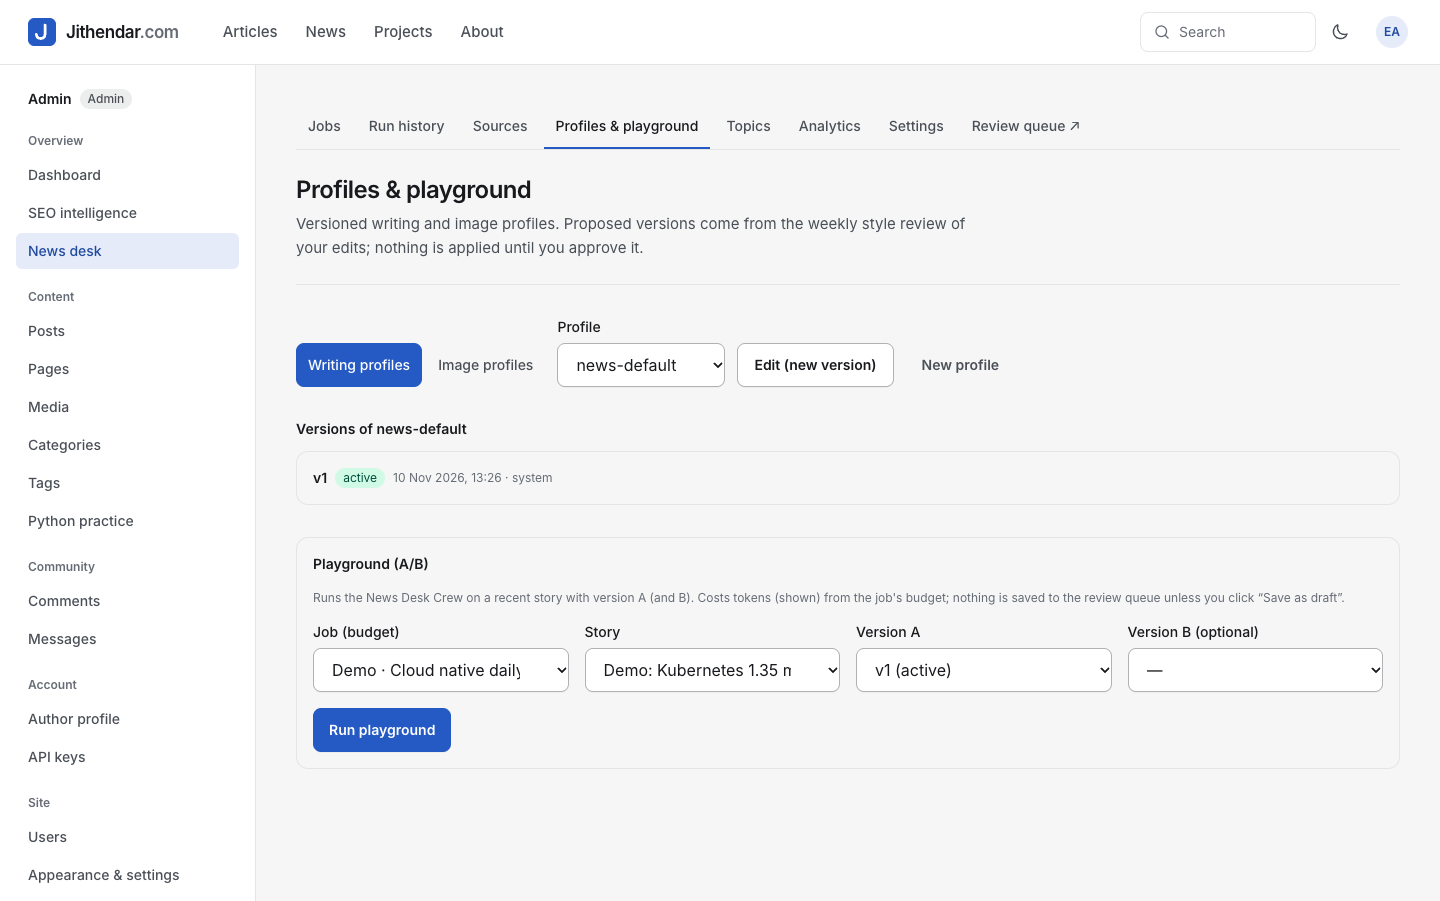 J Jithendar.com Articles News Projects About Search EA
Admin Admin
Overview
Dashboard
SEO intelligence
News desk
Content
Posts
Pages
Media
Categories
Tags
Python practice
Community
Comments
Messages
Account
Author profile
API keys
Site
Users
Appearance & settings
Jobs Run history Sources Profiles & playground Topics Analytics Settings Review queue ↗
Profiles & playground
Versioned writing and image profiles. Proposed versions come from the weekly style review of
your edits; nothing is applied until you approve it.
Profile
Writing profiles Image profiles news-default Edit (new version) New profile
Versions of news-default
v1 active 10 Nov 2026, 13:26 · system
Playground (A/B)
Runs the News Desk Crew on a recent story with version A (and B). Costs tokens (shown) from the job's budget; nothing is saved to the review queue unless you click “Save as draft”.
Job (budget) Story Version A Version B (optional)
Demo · Cloud native daily Demo: Kubernetes 1.35 v1 (active) —
Run playground